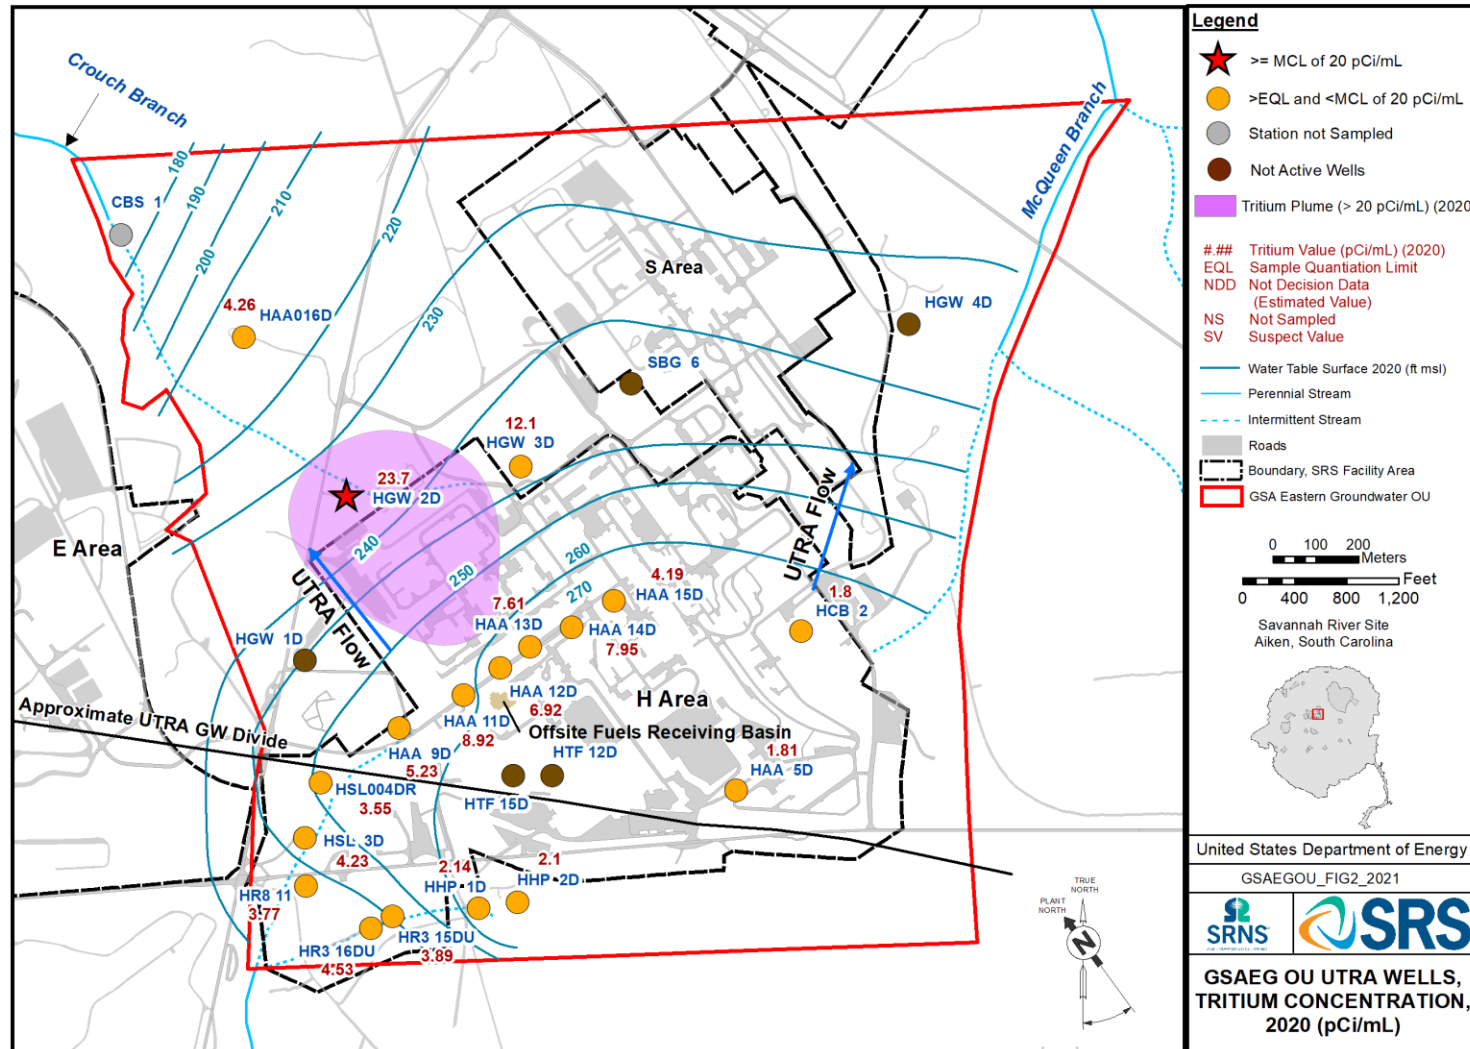 Crouch Branch
McQueen Branch
180
190
200
210
220
230
240
250
260
270
CBS 1
4.26
HAA016D
S Area
HGW 4D
SBG 6
12.1
HGW 3D
23.7
HGW 2D
E Area
UTRA Flow
UTRA Flow
4.19
HAA 15D
7.61
HAA 13D
HAA 14D
7.95
1.8
HCB 2
HGW 1D
HAA 12D
6.92
H Area
HAA 11D
8.92
Offsite Fuels Receiving Basin
Approximate UTRA GW Divide
HAA 9D
5.23
HTF 12D
HTF 15D
1.81
HAA 5D
HSL004DR
3.55
HSL 3D
4.23
2.14
HHP 1D
2.1
HHP 2D
HR8 11
3.77
HR3 15DU
3.89
HR3 16DU
4.53
TRUE
NORTH
PLANT
NORTH
N
Legend
>= MCL of 20 pCi/mL
>EQL and <MCL of 20 pCi/mL
Station not Sampled
Not Active Wells
Tritium Plume (> 20 pCi/mL) (2020
#.## Tritium Value (pCi/mL) (2020)
EQL Sample Quantiation Limit
NDD Not Decision Data
(Estimated Value)
NS Not Sampled
SV Suspect Value
Water Table Surface 2020 (ft msl)
Perennial Stream
Intermittent Stream
Roads
Boundary, SRS Facility Area
GSA Eastern Groundwater OU
0 100 200
Meters
Feet
0 400 800 1,200
Savannah River Site
Aiken, South Carolina
United States Department of Energy
GSAEGOU_FIG2_2021
SRNS
SRS
GSAEG OU UTRA WELLS,
TRITIUM CONCENTRATION,
2020 (pCi/mL)